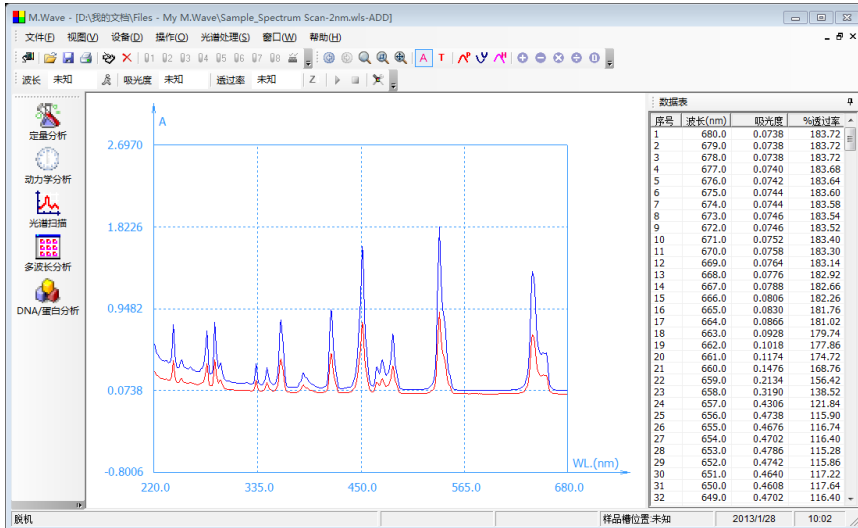 M.Wave - [D:\我的文档\Files - My M.Wave\Sample_Spectrum Scan-2nm.wls-ADD]
文件(F) 视图(V) 设备(D) 操作(O) 光谱处理(S) 窗口(W) 帮助(H)
01 02 03 04 05 06 07 08 A T P V H
波长 未知 吸光度 未知 透过率 未知 Z
定量分析
动力学分析
光谱扫描
多波长分析
DNA/蛋白分析
A
2.6970
1.8226
0.9482
0.0738
-0.8006
WL.(nm)
220.0 335.0 450.0 565.0 680.0
数据表
序号 波长(nm) 吸光度 %透过率
1 680.0 0.0738 183.72
2 679.0 0.0738 183.72
3 678.0 0.0738 183.72
4 677.0 0.0740 183.68
5 676.0 0.0742 183.64
6 675.0 0.0744 183.60
7 674.0 0.0744 183.58
8 673.0 0.0746 183.54
9 672.0 0.0746 183.52
10 671.0 0.0752 183.40
11 670.0 0.0758 183.30
12 669.0 0.0764 183.14
13 668.0 0.0776 182.92
14 667.0 0.0788 182.66
15 666.0 0.0806 182.26
16 665.0 0.0830 181.76
17 664.0 0.0866 181.02
18 663.0 0.0928 179.74
19 662.0 0.1018 177.86
20 661.0 0.1174 174.72
21 660.0 0.1476 168.76
22 659.0 0.2134 156.42
23 658.0 0.3190 138.52
24 657.0 0.4306 121.84
25 656.0 0.4738 115.90
26 655.0 0.4676 116.74
27 654.0 0.4702 116.40
28 653.0 0.4786 115.28
29 652.0 0.4742 115.86
30 651.0 0.4640 117.22
31 650.0 0.4608 117.64
32 649.0 0.4702 116.40
脱机 样品槽位置:未知 2013/1/28 10:02